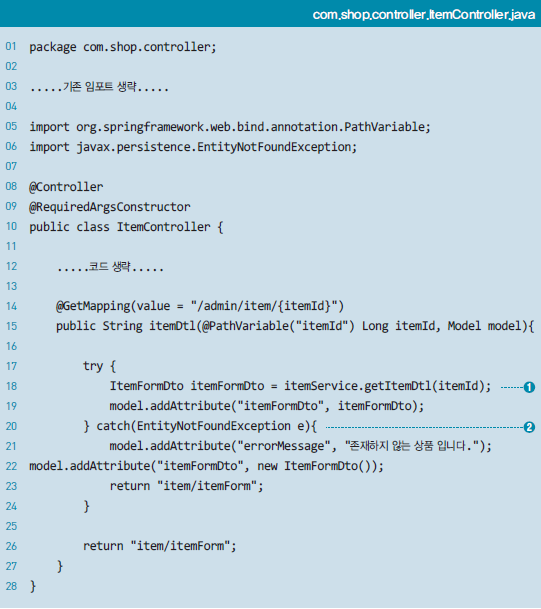 com.shop.controller.ItemController.java
01 package com.shop.controller;
02
03 .....기존 임포트 생략.....
04
05 import org.springframework.web.bind.annotation.PathVariable;
06 import javax.persistence.EntityNotFoundException;
07
08 @Controller
09 @RequiredArgsConstructor
10 public class ItemController {
11
12     .....코드 생략.....
13
14     @GetMapping(value = "/admin/item/{itemId}")
15     public String itemDtl(@PathVariable("itemId") Long itemId, Model model){
16
17         try {
18             ItemFormDto itemFormDto = itemService.getItemDtl(itemId); ❶
19             model.addAttribute("itemFormDto", itemFormDto);
20         } catch(EntityNotFoundException e){ ❷
21             model.addAttribute("errorMessage", "존재하지 않는 상품 입니다.");
22 model.addAttribute("itemFormDto", new ItemFormDto());
23             return "item/itemForm";
24         }
25
26         return "item/itemForm";
27     }
28 }